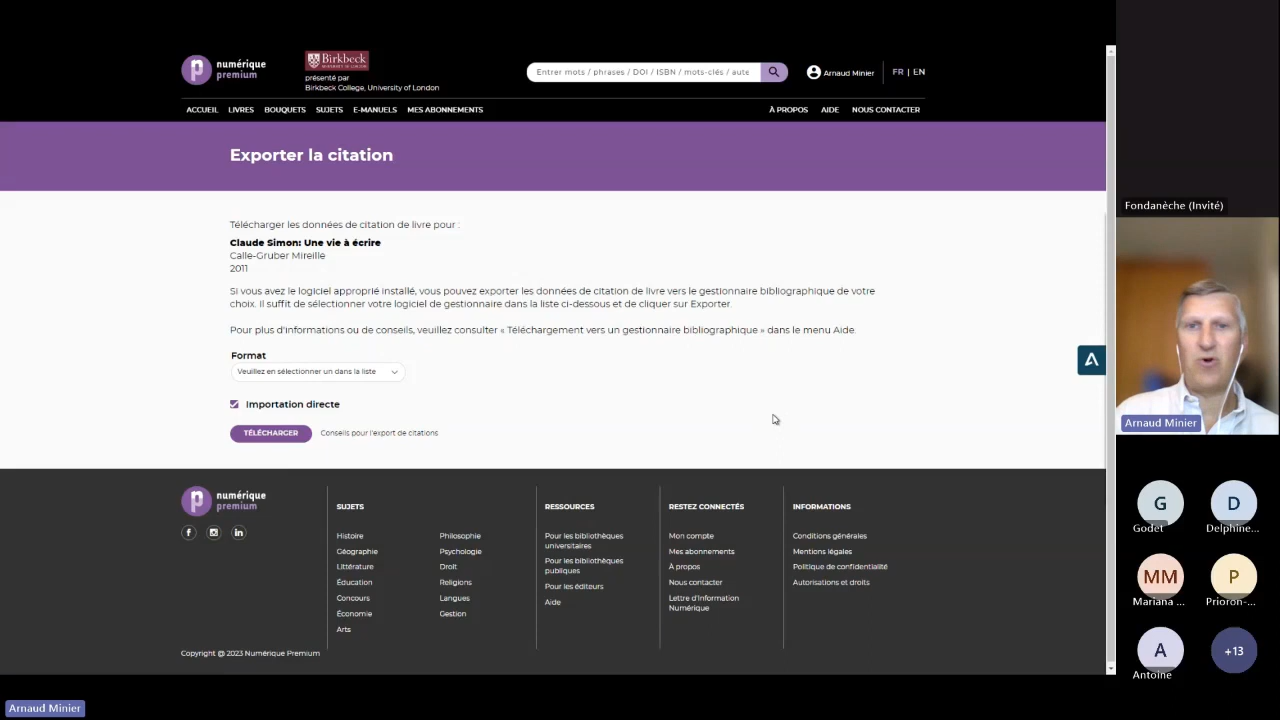 numérique
premium
Birkbeck
présenté par
Birkbeck College, University of London
Entrer mots / phrases / DOI / ISBN / mots-clés / aute
Arnaud Minier
FR | EN
ACCUEIL LIVRES BOUQUETS SUJETS E-MANUELS MES ABONNEMENTS
À PROPOS AIDE NOUS CONTACTER
Exporter la citation
Télécharger les données de citation de livre pour :
Claude Simon: Une vie à écrire
Calle-Gruber Mireille
2011
Si vous avez le logiciel approprié installé, vous pouvez exporter les données de citation de livre vers le gestionnaire bibliographique de votre
choix. Il suffit de sélectionner votre logiciel de gestionnaire dans la liste ci-dessous et de cliquer sur Exporter.
Pour plus d'informations ou de conseils, veuillez consulter « Téléchargement vers un gestionnaire bibliographique » dans le menu Aide.
Format
Veuillez en sélectionner un dans la liste
Importation directe
TÉLÉCHARGER
Conseils pour l'export de citations
numérique
premium
SUJETS
Histoire
Géographie
Littérature
Éducation
Concours
Économie
Arts
Philosophie
Psychologie
Droit
Religions
Langues
Gestion
RESSOURCES
Pour les bibliothèques
universitaires
Pour les bibliothèques
publiques
Pour les éditeurs
Aide
RESTEZ CONNECTÉS
Mon compte
Mes abonnements
À propos
Nous contacter
Lettre d'Information
Numérique
INFORMATIONS
Conditions générales
Mentions légales
Politique de confidentialité
Autorisations et droits
Copyright @ 2023 Numérique Premium
Arnaud Minier
Fondanèche (Invité)
Arnaud Minier
G
Godet
D
Delphine...
MM
Mariana ...
P
Prioron-...
A
Antoine
+13